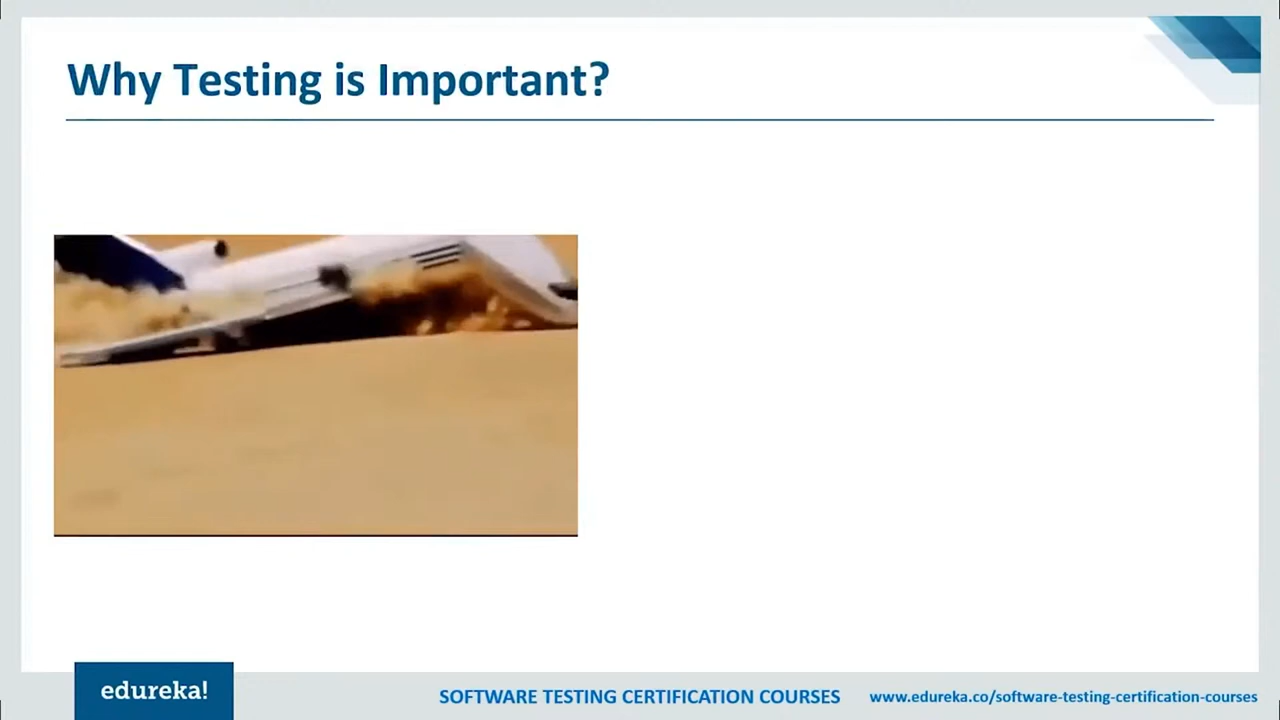 Why Testing is Important?
edureka!
SOFTWARE TESTING CERTIFICATION COURSES
www.edureka.co/software-testing-certification-courses